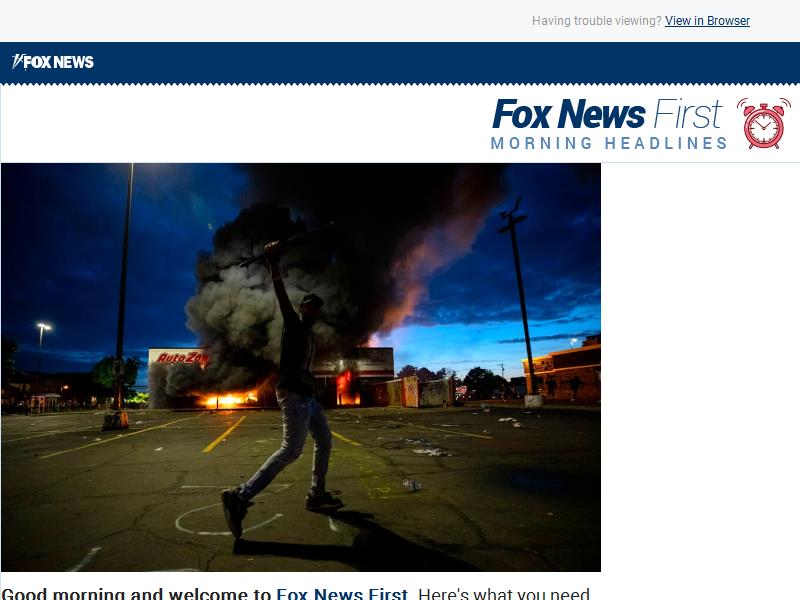 Having trouble viewing? View in Browser
FOX NEWS
Fox News First
MORNING HEADLINES
AutoZon
Good morning and welcome to Fox News First. Here's what you need